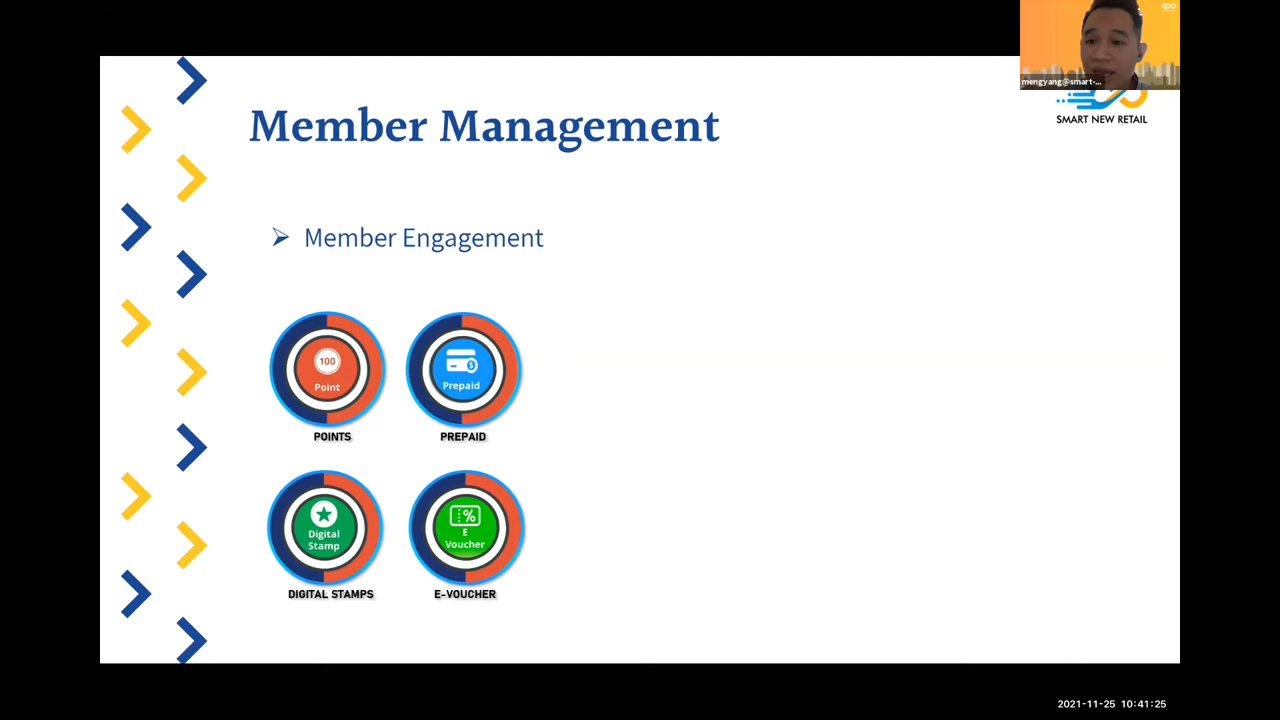 mengyang@smart-...
SMART NEW RETAIL
Member Management
Member Engagement
100
Point
Prepaid
POINTS
PREPAID
Digital
Stamp
%
E
Voucher
DIGITAL STAMPS
E-VOUCHER
2021-11-25 10:41:25